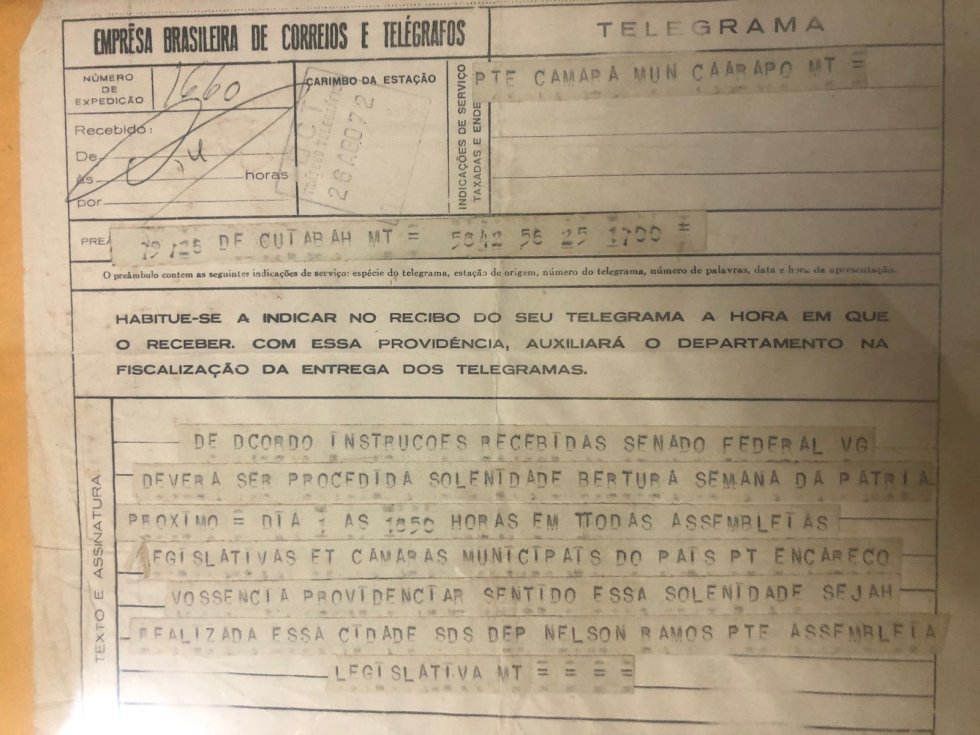 EMPRÊSA BRASILEIRA DE CORREIOS E TELÉGRAFOS
TELEGRAMA
NÚMERO
DE
EXPEDIÇÃO
1660
CARIMBO DA ESTAÇÃO
INDICAÇÕES DE SERVIÇO
TAXADAS E ENDE
PTE CAMARA MUN CAARAPO MT =
Recebido:
De
às horas
por
26 AGO 72
PREÂ
79 725 DE CUIABAH MT = 5842 56 25 1700 =
O preâmbulo contem as seguintes indicações de serviço: espécie do telegrama, estação de origem, número do telegrama, número de palavras, data e hora da apresentação.
HABITUE-SE A INDICAR NO RECIBO DO SEU TELEGRAMA A HORA EM QUE
O RECEBER. COM ESSA PROVIDÊNCIA, AUXILIARÁ O DEPARTAMENTO NA
FISCALIZAÇÃO DA ENTREGA DOS TELEGRAMAS.
TEXTO E ASSINATURA
DE DCORDO INSTRUCOES RECEBIDAS SENADO FEDERAL VG
DEVERA SER PROCEDIDA SOLENIDADE BERTURA SEMANA DA PATRIA
PROXIMO = DIA 1 AS 1850 HORAS EM TTODAS ASSEMBLEIAS
LEGISLATIVAS ET CAMARAS MUNICIPAIS DO PAIS PT ENCARECO
VOSSENCIA PROVIDENCIAR SENTIDO ESSA SOLENIDADE SEJAH
REALIZADA ESSA CIDADE SDS DEP NELSON RAMOS PTE ASSEMBLEIA
LEGISLATIVA MT = = = =